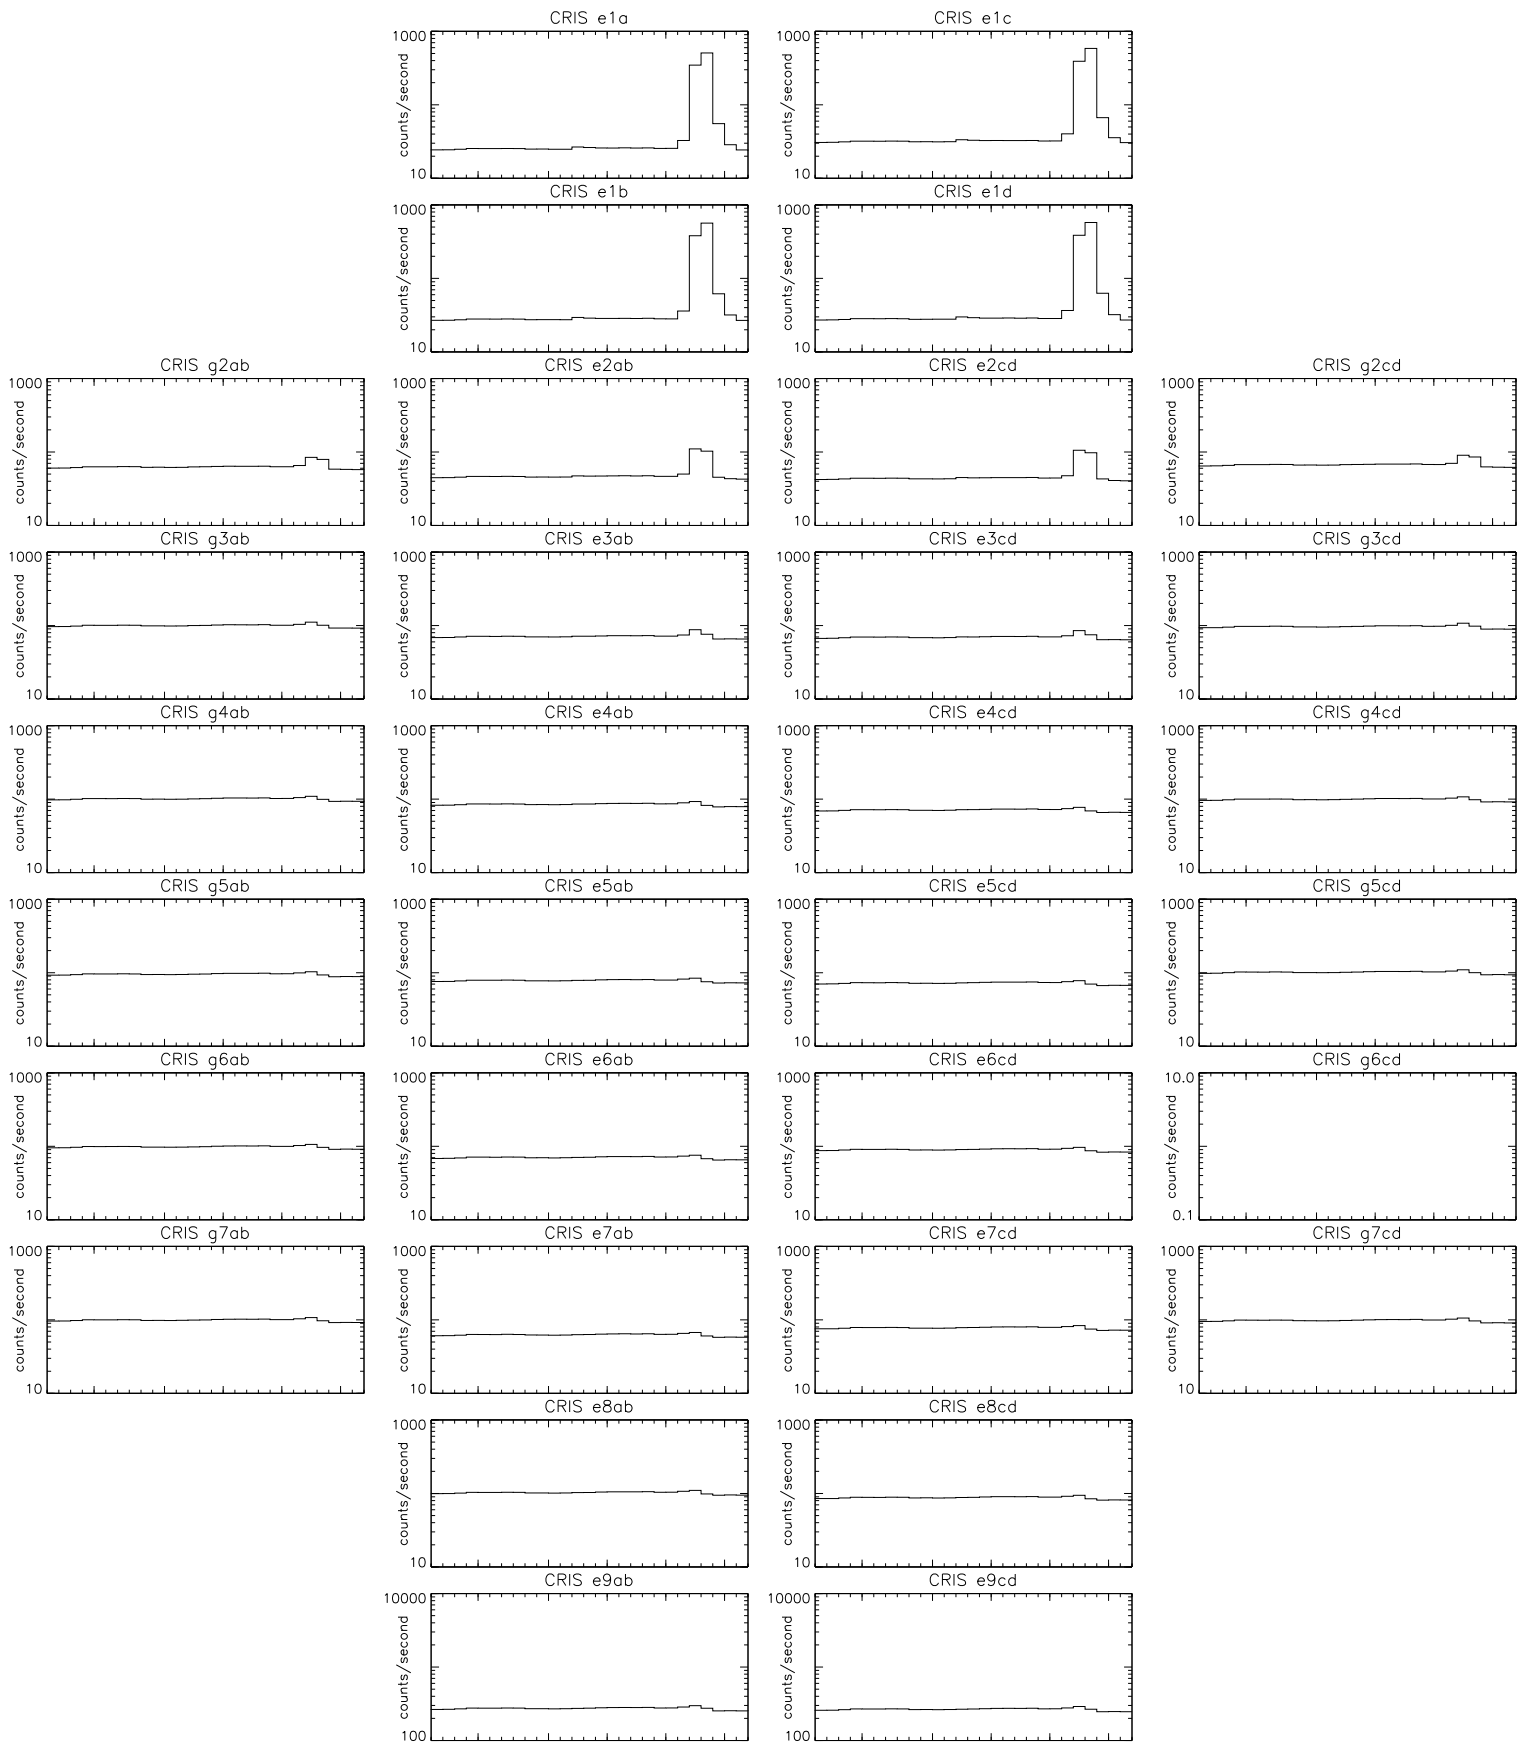 CRIS e1a
1000
counts/second
10
CRIS e1c
1000
counts/second
10
CRIS e1b
1000
counts/second
10
CRIS e1d
1000
counts/second
10
CRIS g2ab
1000
counts/second
10
CRIS e2ab
1000
counts/second
10
CRIS e2cd
1000
counts/second
10
CRIS g2cd
1000
counts/second
10
CRIS g3ab
1000
counts/second
10
CRIS e3ab
1000
counts/second
10
CRIS e3cd
1000
counts/second
10
CRIS g3cd
1000
counts/second
10
CRIS g4ab
1000
counts/second
10
CRIS e4ab
1000
counts/second
10
CRIS e4cd
1000
counts/second
10
CRIS g4cd
1000
counts/second
10
CRIS g5ab
1000
counts/second
10
CRIS e5ab
1000
counts/second
10
CRIS e5cd
1000
counts/second
10
CRIS g5cd
1000
counts/second
10
CRIS g6ab
1000
counts/second
10
CRIS e6ab
1000
counts/second
10
CRIS e6cd
1000
counts/second
10
CRIS g6cd
10.0
1.0
0.1
counts/second
CRIS g7ab
1000
counts/second
10
CRIS e7ab
1000
counts/second
10
CRIS e7cd
1000
counts/second
10
CRIS g7cd
1000
counts/second
10
CRIS e8ab
1000
counts/second
10
CRIS e8cd
1000
counts/second
10
CRIS e9ab
10000
counts/second
100
CRIS e9cd
10000
counts/second
100